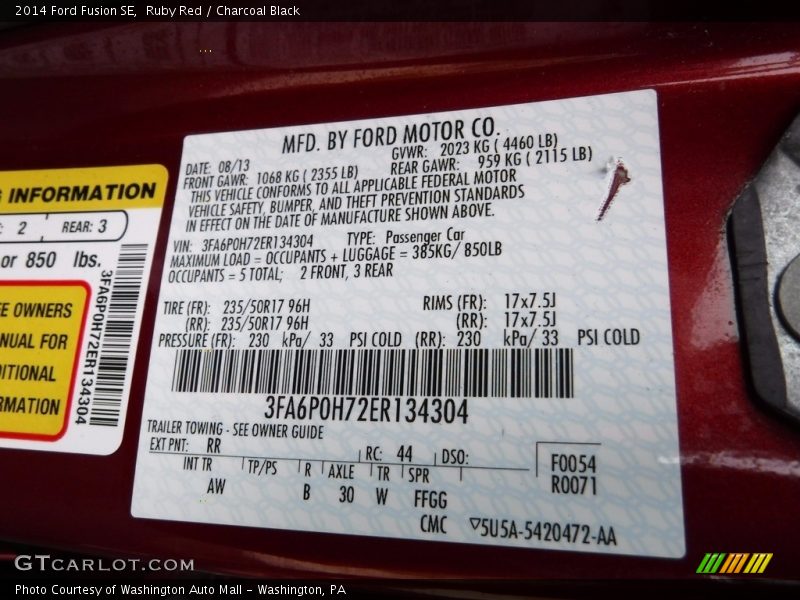 2014 Ford Fusion SE,  Ruby Red / Charcoal Black
G INFORMATION
: 2 REAR: 3
or 850 lbs.
EE OWNERS
NUAL FOR
DITIONAL
RMATION
3FA6P0H72ER134304
MFD. BY FORD MOTOR CO.
DATE: 08/13 GVWR: 2023 KG ( 4460 LB)
FRONT GAWR: 1068 KG ( 2355 LB) REAR GAWR: 959 KG ( 2115 LB)
THIS VEHICLE CONFORMS TO ALL APPLICABLE FEDERAL MOTOR
VEHICLE SAFETY, BUMPER, AND THEFT PREVENTION STANDARDS
IN EFFECT ON THE DATE OF MANUFACTURE SHOWN ABOVE.
VIN: 3FA6P0H72ER134304 TYPE: Passenger Car
MAXIMUM LOAD = OCCUPANTS + LUGGAGE = 385KG/ 850LB
OCCUPANTS = 5 TOTAL; 2 FRONT, 3 REAR
TIRE (FR): 235/50R17 96H RIMS (FR): 17x7.5J
(RR): 235/50R17 96H (RR): 17x7.5J
PRESSURE (FR): 230 kPa/ 33 PSI COLD (RR): 230 kPa/ 33 PSI COLD
3FA6P0H72ER134304
TRAILER TOWING - SEE OWNER GUIDE
EXT PNT: RR RC: 44 DSO:
INT TR TP/PS R AXLE TR SPR
AW B 30 W FFGG
F0054
R0071
CMC ▽5U5A-5420472-AA
GTCARLOT.COM
Photo Courtesy of Washington Auto Mall – Washington, PA